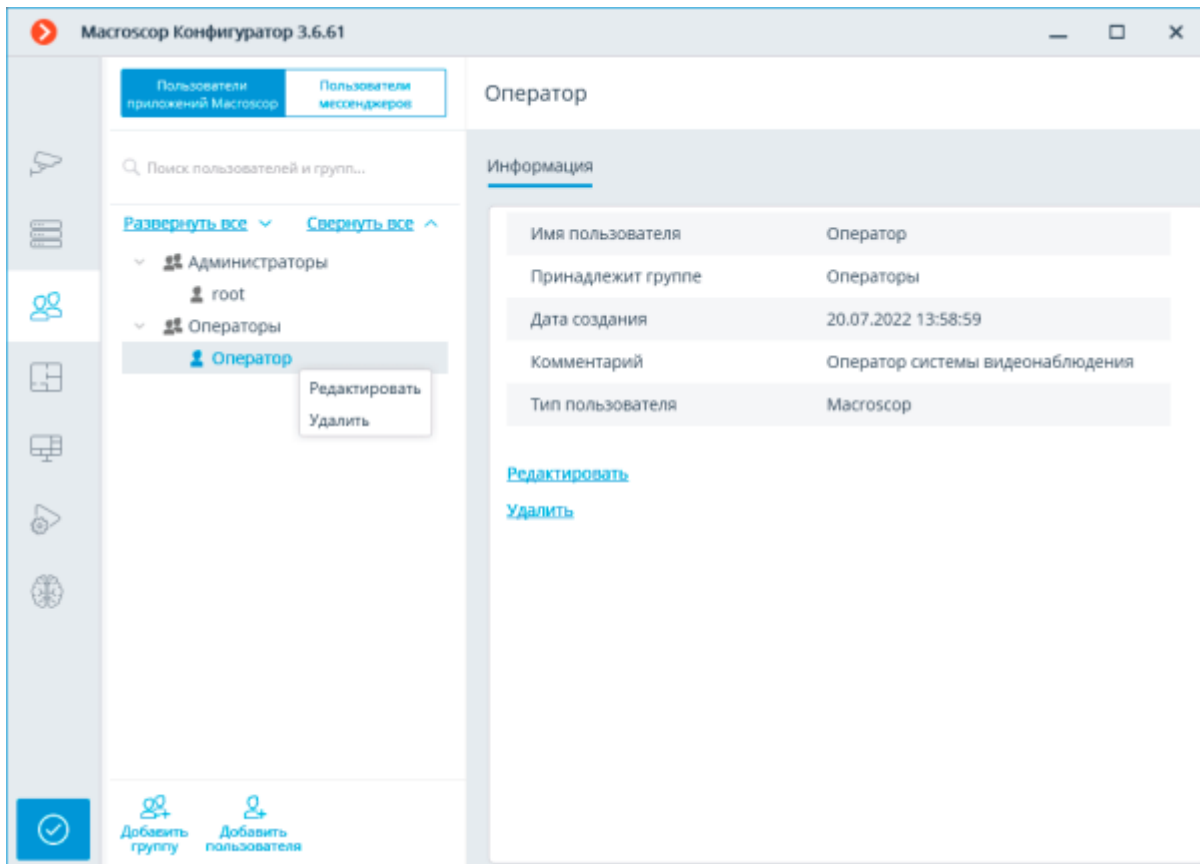 Macroscop Конфигуратор 3.6.61
Пользователи приложений Macroscop
Пользователи мессенджеров
Оператор
Поиск пользователей и групп...
Информация
Развернуть все
Свернуть все
Администраторы
root
Операторы
Оператор
Редактировать
Удалить
Имя пользователя Оператор
Принадлежит группе Операторы
Дата создания 20.07.2022 13:58:59
Комментарий Оператор системы видеонаблюдения
Тип пользователя Macroscop
Редактировать
Удалить
Добавить группу
Добавить пользователя